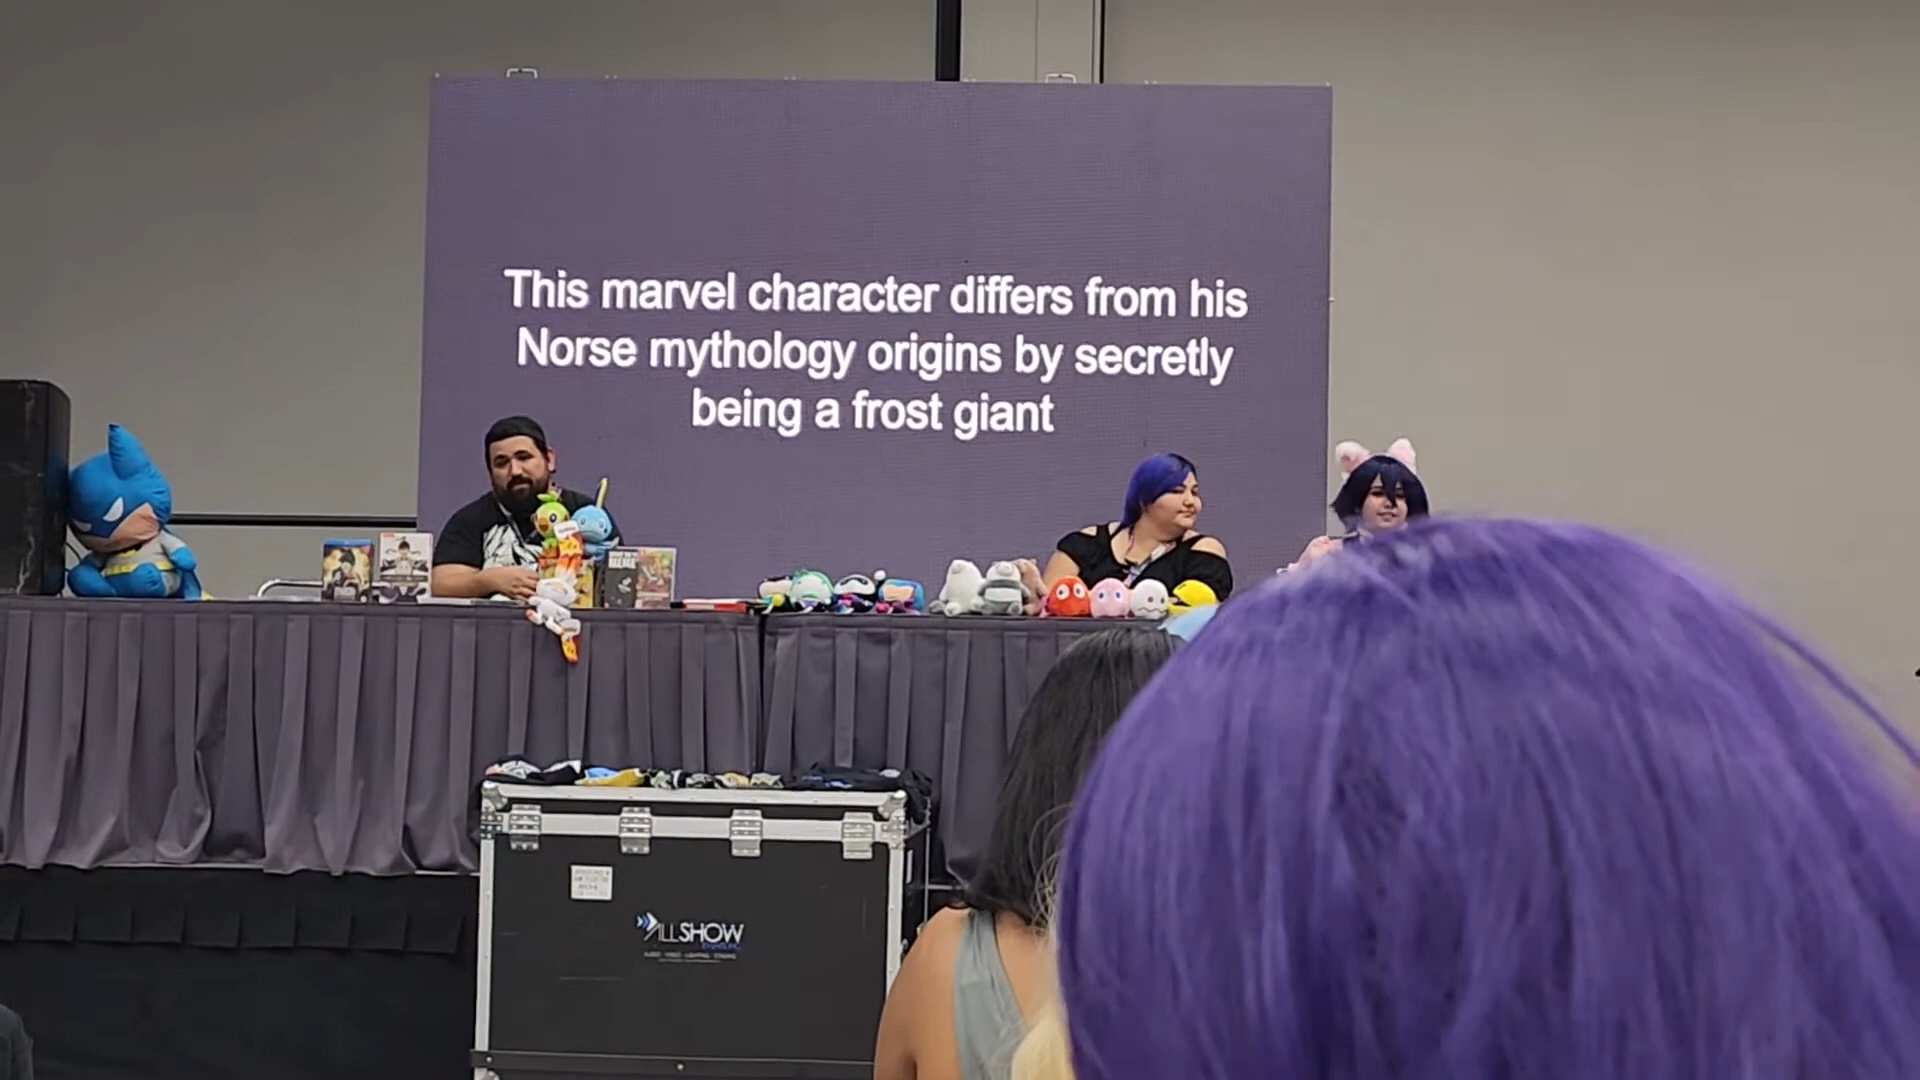 This marvel character differs from his
Norse mythology origins by secretly
being a frost giant
ALLSHOW